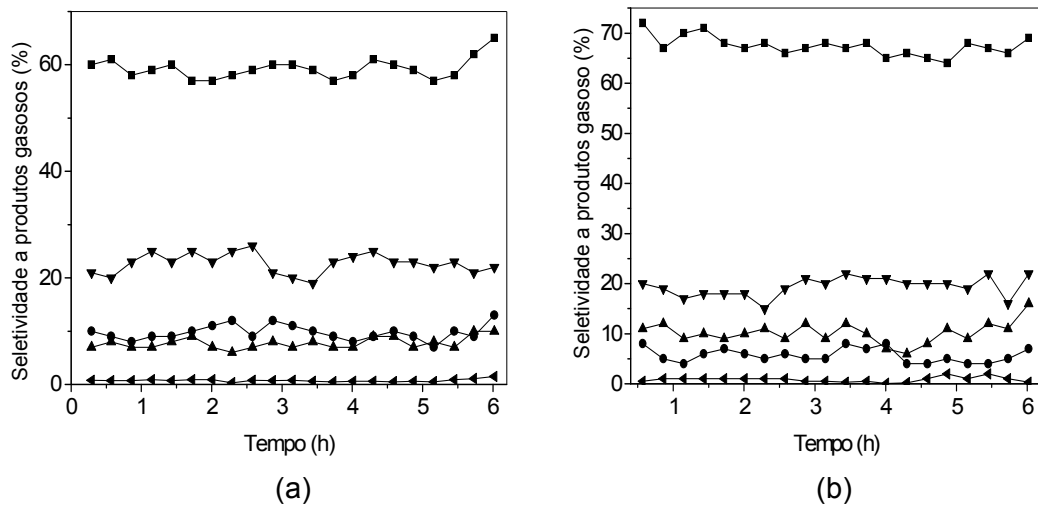 Seletividade a produtos gasosos (%)
60
40
20
0
0 1 2 3 4 5 6
Tempo (h)
(a)
Seletividade a produtos gasoso (%)
70
60
50
40
30
20
10
0
1 2 3 4 5 6
Tempo (h)
(b)